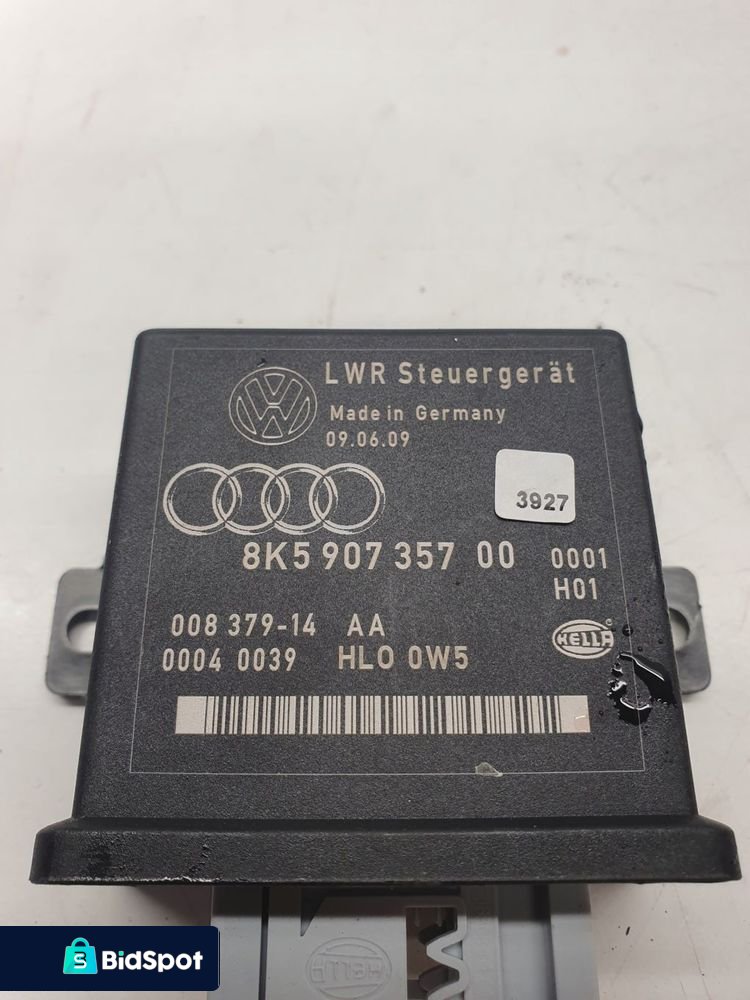 LWR Steuergerät
Made in Germany
09.06.09
3927
8K5 907 357 00 0001
H01
008 379-14 AA
0004 0039 HLO 0W5
HELLA
HELLA
BidSpot